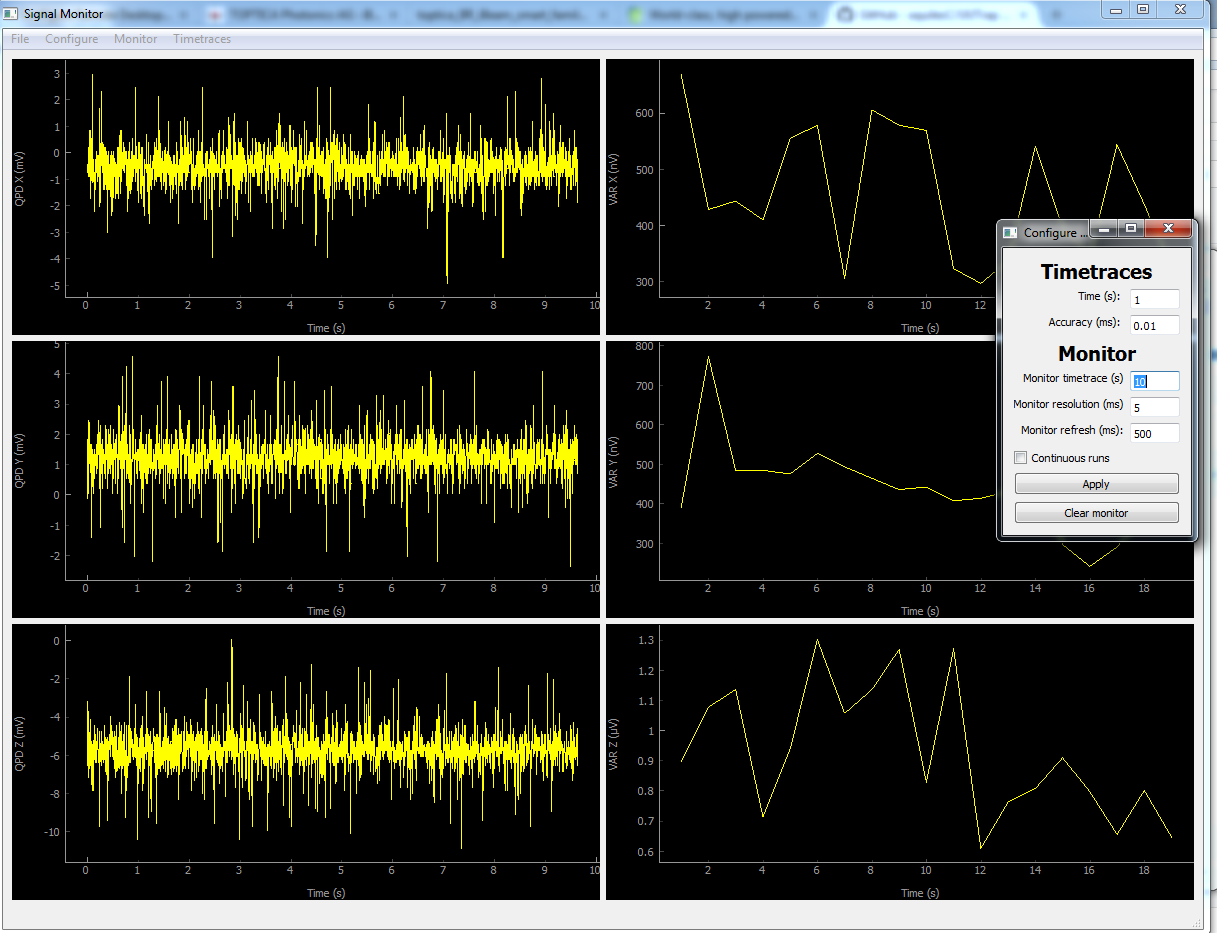 Signal Monitor
TOPTICA Photonics AG - B...
File Configure Monitor Timetraces
3
2
1
0
-1
-2
-3
-4
-5
QPD X (mV)
0 1 2 3 4 5 6 7 8 9 10
Time (s)
600
500
400
300
VAR X (nV)
2 4 6 8 10 12
Time (s)
5
4
3
2
1
0
-1
-2
QPD Y (mV)
0 1 2 3 4 5 6 7 8 9 10
Time (s)
800
700
600
500
400
300
VAR Y (nV)
2 4 6 8 10 12 14 16 18
Time (s)
0
-2
-4
-6
-8
-10
QPD Z (mV)
0 1 2 3 4 5 6 7 8 9 10
Time (s)
1.3
1.2
1.1
1
0.9
0.8
0.7
0.6
VAR Z (µV)
2 4 6 8 10 12 14 16 18
Time (s)
Configure ...
Timetraces
Time (s): 1
Accuracy (ms): 0.01
Monitor
Monitor timetrace (s) 10
Monitor resolution (ms) 5
Monitor refresh (ms): 500
Continuous runs
Apply
Clear monitor